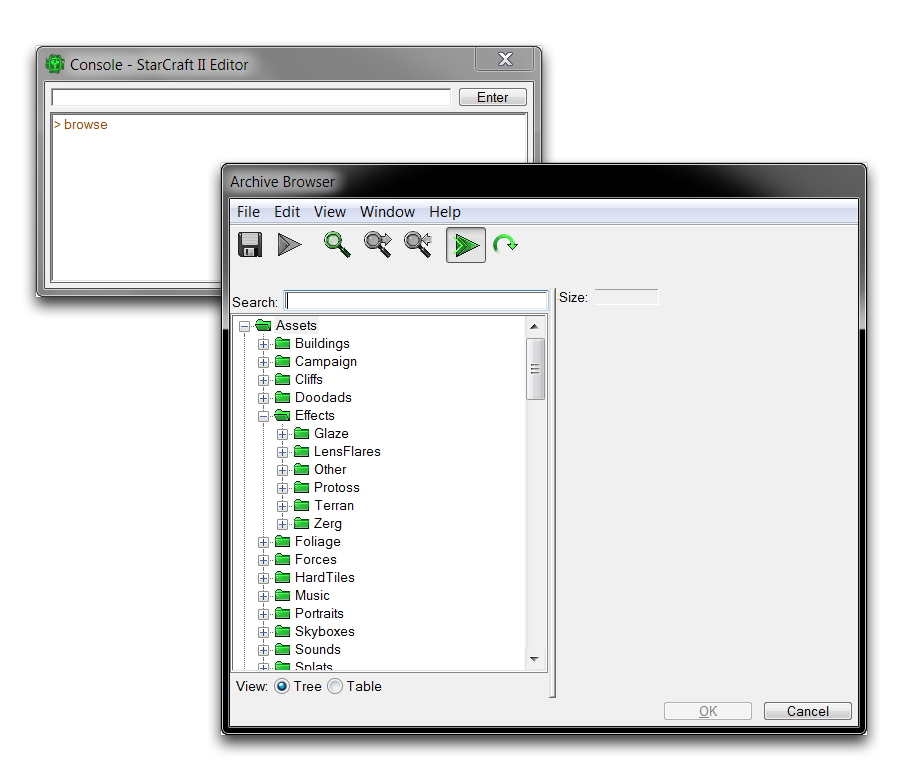 Console - StarCraft II Editor
Enter
> browse
Archive Browser
File Edit View Window Help
Search:
Size:
Assets
Buildings
Campaign
Cliffs
Doodads
Effects
Glaze
LensFlares
Other
Protoss
Terran
Zerg
Foliage
Forces
HardTiles
Music
Portraits
Skyboxes
Sounds
Splats
View: Tree Table
OK Cancel